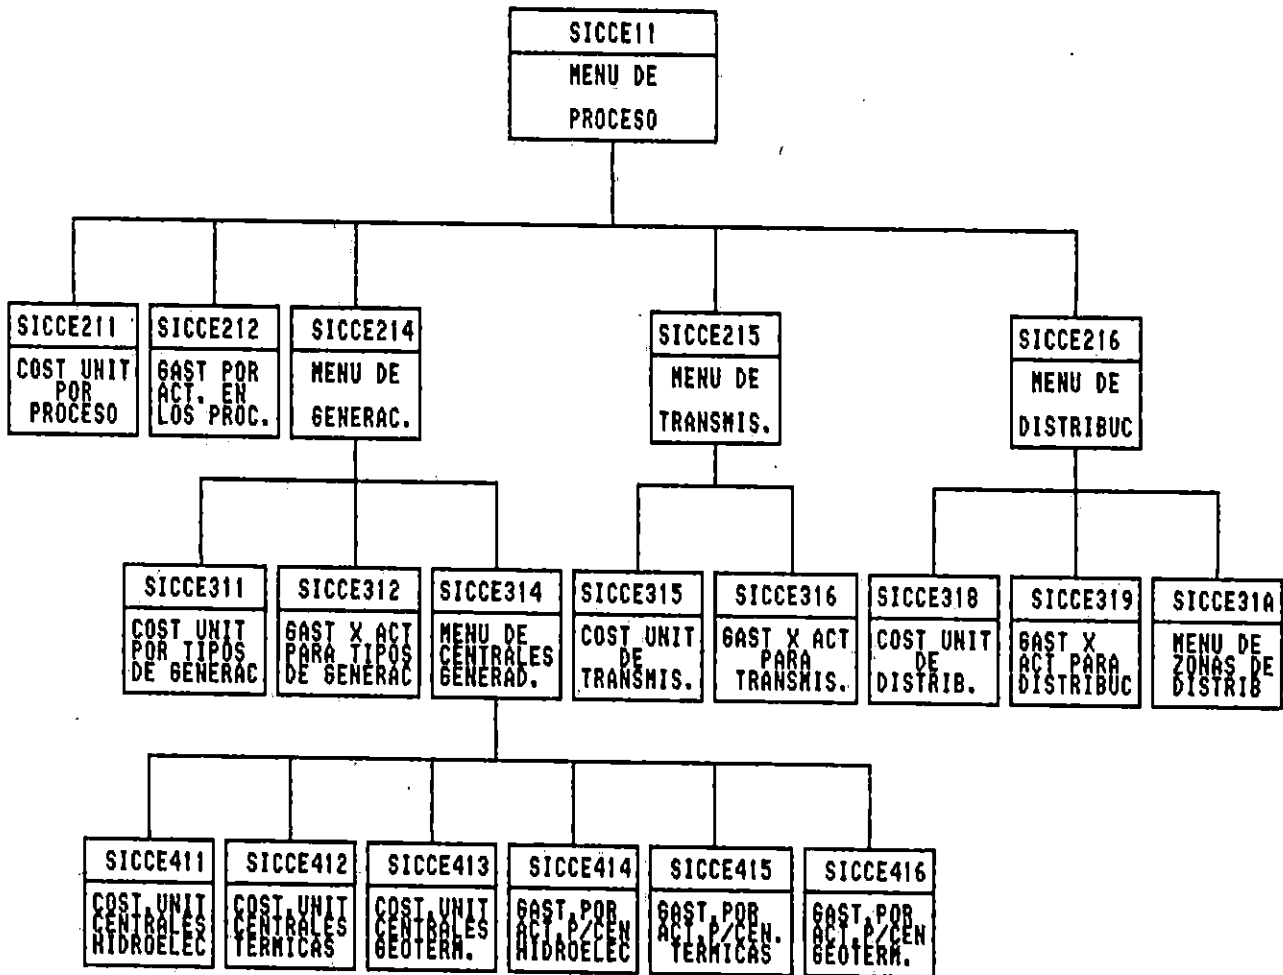 SICCE11
MENU DE
PROCESO
SICCE211
COST UNIT
POR
PROCESO
SICCE212
GAST POR
ACT. EN
LOS PROC.
SICCE214
MENU DE
GENERAC.
SICCE215
MENU DE
TRANSMIS.
SICCE216
MENU DE
DISTRIBUC
SICCE311
COST UNIT
POR TIPOS
DE GENERAC
SICCE312
GAST X ACT
PARA TIPOS
DE GENERAC
SICCE314
MENU DE
CENTRALES
GENERAD.
SICCE315
COST UNIT
DE
TRANSMIS.
SICCE316
GAST X ACT
PARA
TRANSMIS.
SICCE318
COST UNIT
DE
DISTRIB.
SICCE319
GAST X
ACT PARA
DISTRIBUC
SICCE31A
MENU DE
ZONAS DE
DISTRIB
SICCE411
COST.UNIT
CENTRALES
HIDROELEC
SICCE412
COST.UNIT
CENTRALES
TERMICAS
SICCE413
COST.UNIT
CENTRALES
GEOTERM.
SICCE414
GAST.POR
ACT.P/CEN
HIDROELEC
SICCE415
GAST.POR
ACT.P/CEN.
TERMICAS
SICCE416
GAST.POR
ACT.P/CEN
GEOTERM.